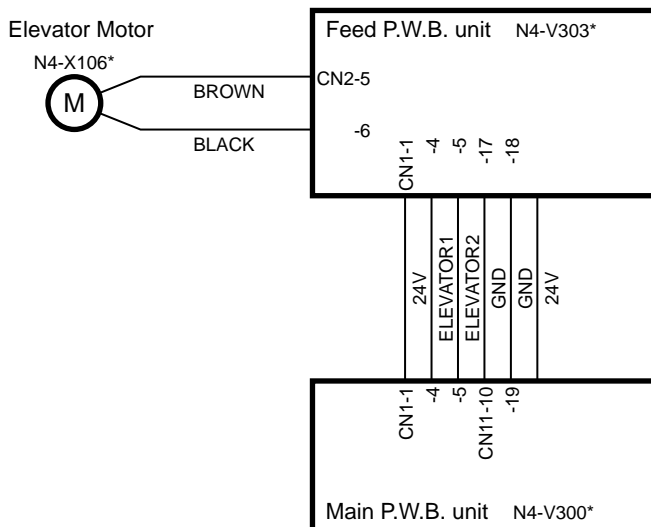 Elevator Motor
N4-X106*
M
BROWN
BLACK
Feed P.W.B. unit N4-V303*
CN2-5
-6
CN1-1
-4
-5
-17
-18
24V
ELEVATOR1
ELEVATOR2
GND
GND
24V
CN1-1
-4
-5
CN11-10
-19
Main P.W.B. unit N4-V300*